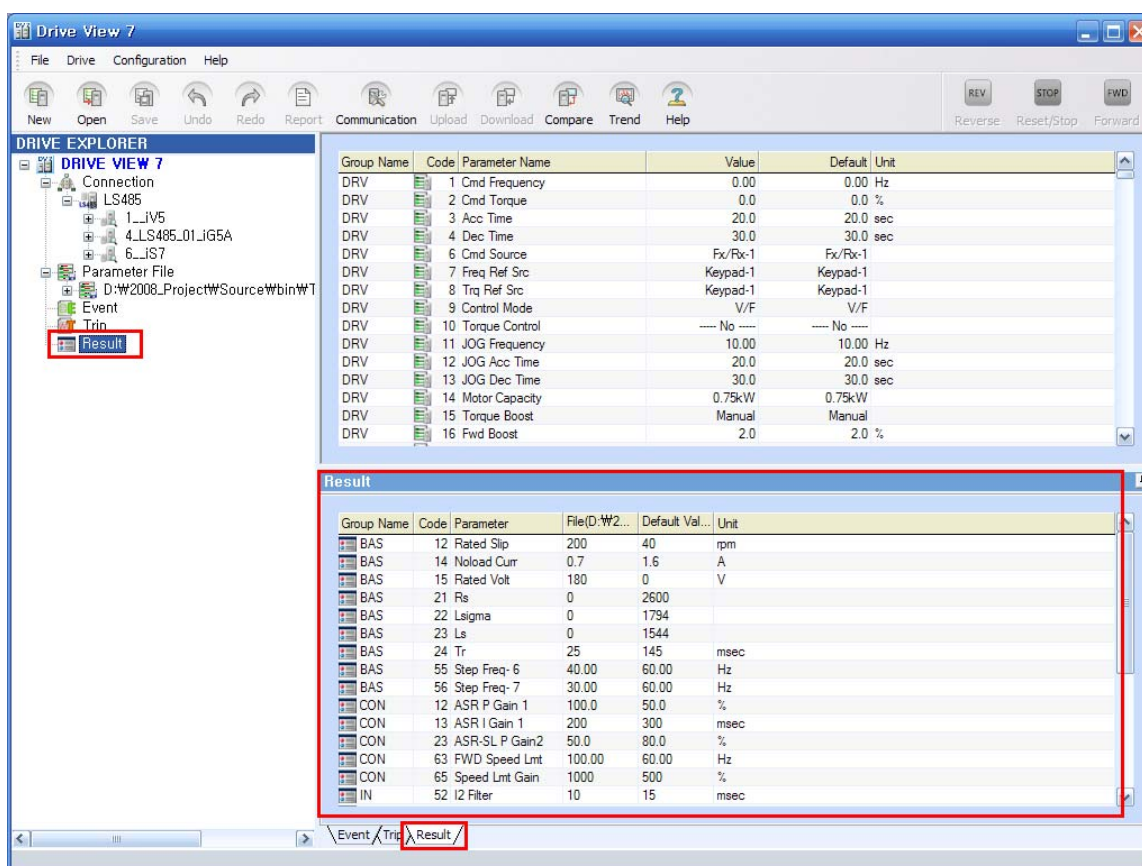 Drive View 7
File Drive Configuration Help
New Open Save Undo Redo Report Communication Upload Download Compare Trend Help Reverse Reset/Stop Forward
REV STOP FWD
DRIVE EXPLORER
DRIVE VIEW 7
Connection
LS485
1__iV5
4_LS485_01_iG5A
6__iS7
Parameter File
D:₩2008_Project₩Source₩bin₩T
Event
Trip
Result
Group Name Code Parameter Name Value Default Unit
DRV 1 Cmd Frequency 0.00 0.00 Hz
DRV 2 Cmd Torque 0.0 0.0 %
DRV 3 Acc Time 20.0 20.0 sec
DRV 4 Dec Time 30.0 30.0 sec
DRV 6 Cmd Source Fx/Rx-1 Fx/Rx-1
DRV 7 Freq Ref Src Keypad-1 Keypad-1
DRV 8 Trq Ref Src Keypad-1 Keypad-1
DRV 9 Control Mode V/F V/F
DRV 10 Torque Control ----- No ----- ----- No -----
DRV 11 JOG Frequency 10.00 10.00 Hz
DRV 12 JOG Acc Time 20.0 20.0 sec
DRV 13 JOG Dec Time 30.0 30.0 sec
DRV 14 Motor Capacity 0.75kW 0.75kW
DRV 15 Torque Boost Manual Manual
DRV 16 Fwd Boost 2.0 2.0 %
Result
Group Name Code Parameter File(D:₩2... Default Val... Unit
BAS 12 Rated Slip 200 40 rpm
BAS 14 Noload Curr 0.7 1.6 A
BAS 15 Rated Volt 180 0 V
BAS 21 Rs 0 2600
BAS 22 Lsigma 0 1794
BAS 23 Ls 0 1544
BAS 24 Tr 25 145 msec
BAS 55 Step Freq- 6 40.00 60.00 Hz
BAS 56 Step Freq- 7 30.00 60.00 Hz
CON 12 ASR P Gain 1 100.0 50.0 %
CON 13 ASR I Gain 1 200 300 msec
CON 23 ASR-SL P Gain2 50.0 80.0 %
CON 63 FWD Speed Lmt 100.00 60.00 Hz
CON 65 Speed Lmt Gain 1000 500 %
IN 52 I2 Filter 10 15 msec
Event Trip Result